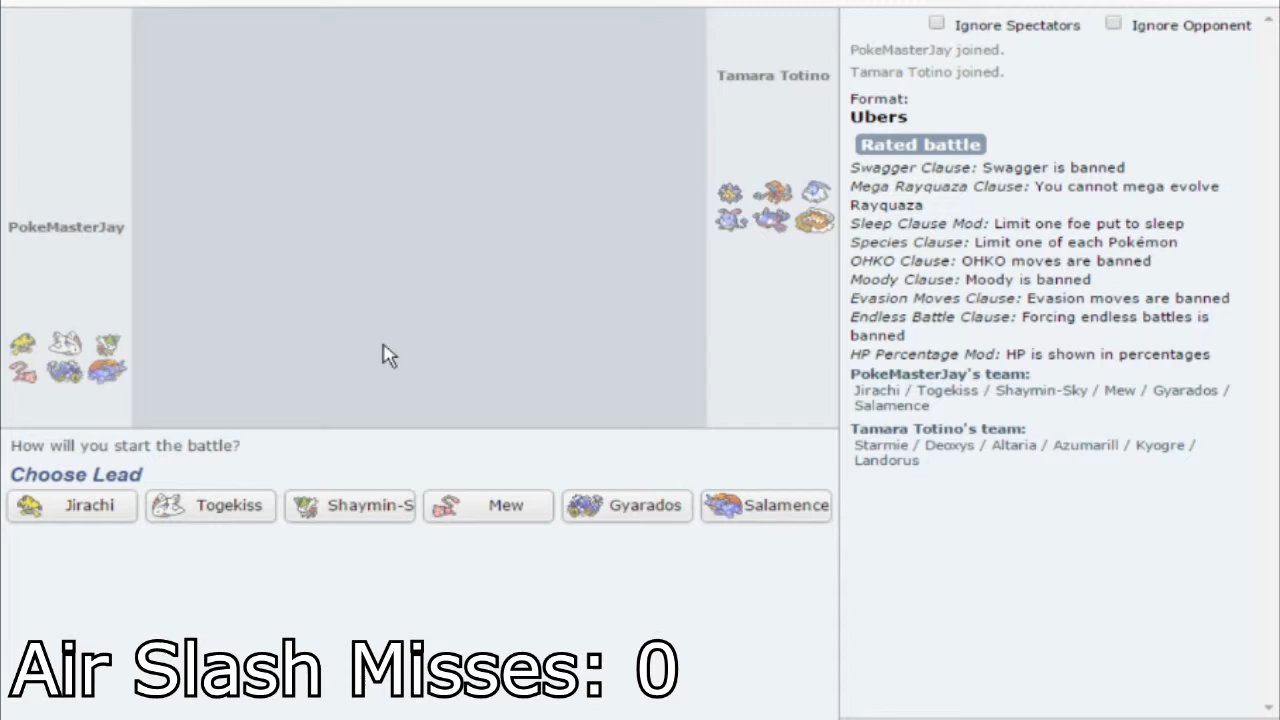 PokeMasterJay
Tamara Totino
How will you start the battle?
Choose Lead
Jirachi
Togekiss
Shaymin-S
Mew
Gyarados
Salamence
Air Slash Misses: 0
Ignore Spectators
Ignore Opponent
PokeMasterJay joined.
Tamara Totino joined.
Format:
Ubers
Rated battle
Swagger Clause: Swagger is banned
Mega Rayquaza Clause: You cannot mega evolve
Rayquaza
Sleep Clause Mod: Limit one foe put to sleep
Species Clause: Limit one of each Pokémon
OHKO Clause: OHKO moves are banned
Moody Clause: Moody is banned
Evasion Moves Clause: Evasion moves are banned
Endless Battle Clause: Forcing endless battles is
banned
HP Percentage Mod: HP is shown in percentages
PokeMasterJay's team:
Jirachi / Togekiss / Shaymin-Sky / Mew / Gyarados /
Salamence
Tamara Totino's team:
Starmie / Deoxys / Altaria / Azumarill / Kyogre /
Landorus